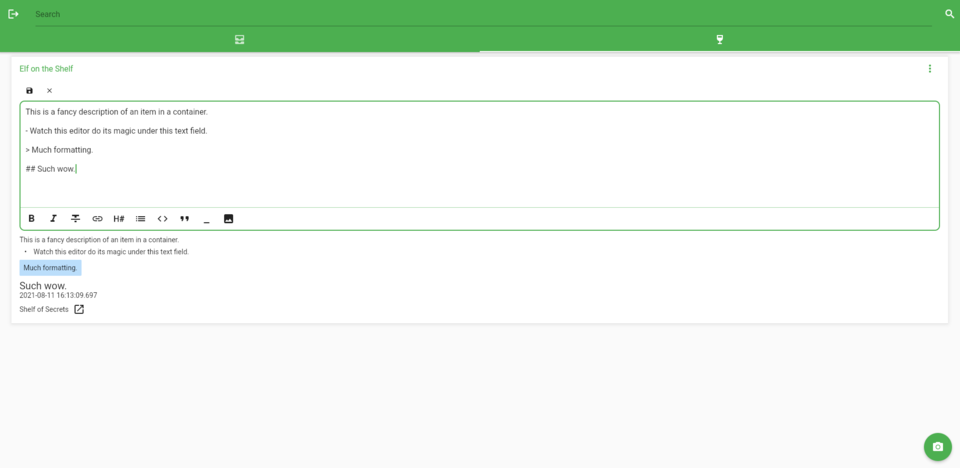 Search
Elf on the Shelf
This is a fancy description of an item in a container.
- Watch this editor do its magic under this text field.
> Much formatting.
## Such wow.
B I S H# <> _
This is a fancy description of an item in a container.
• Watch this editor do its magic under this text field.
Much formatting.
Such wow.
2021-08-11 16:13:09.697
Shelf of Secrets